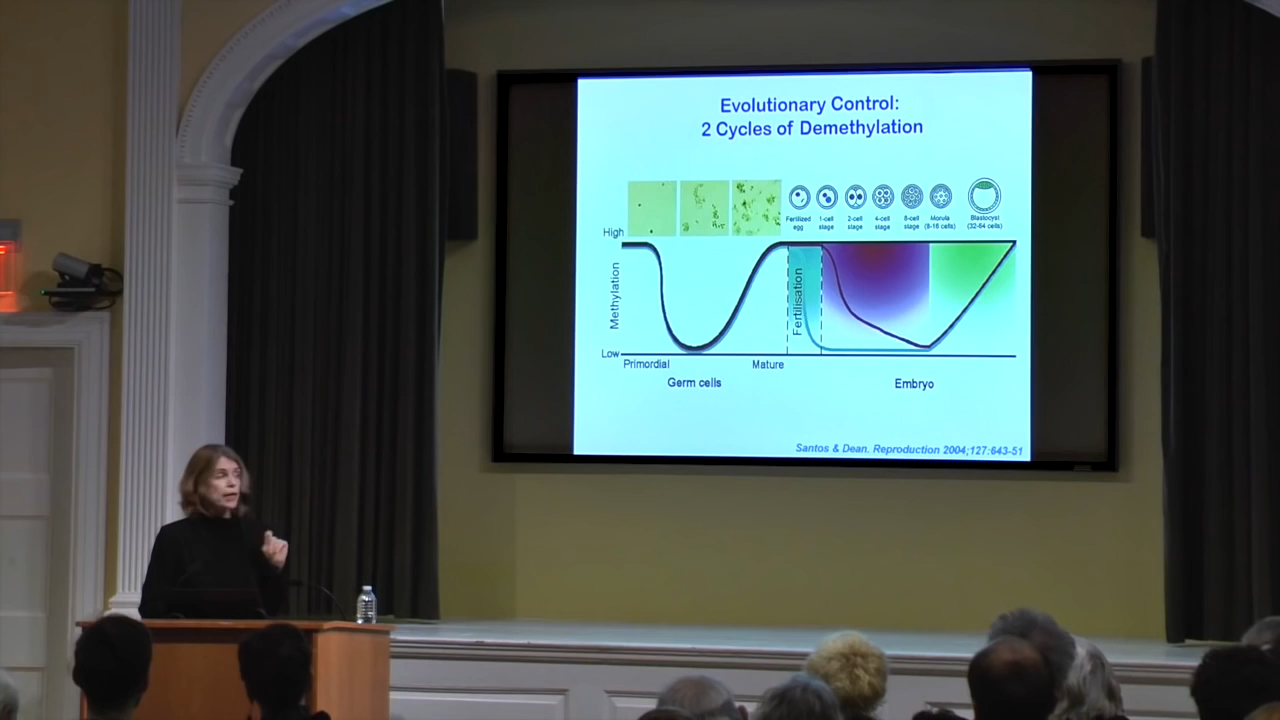 Evolutionary Control:
2 Cycles of Demethylation
Fertilized
egg
1-cell
stage
2-cell
stage
4-cell
stage
8-cell
stage
Morula
(8-16 cells)
Blastocyst
(32-64 cells)
High
Methylation
Fertilisation
Low
Primordial
Mature
Germ cells
Embryo
Santos & Dean. Reproduction 2004;127:643-51